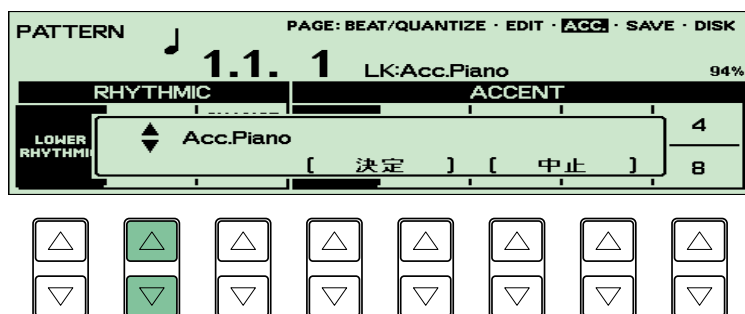 PATTERN
PAGE: BEAT/QUANTIZE · EDIT · ACC. · SAVE · DISK
1.1. 1 LK:Acc.Piano 94%
RHYTHMIC ACCENT
Acc.Piano
LOWER
[ 決定 ] [ 中止 ]
4
8